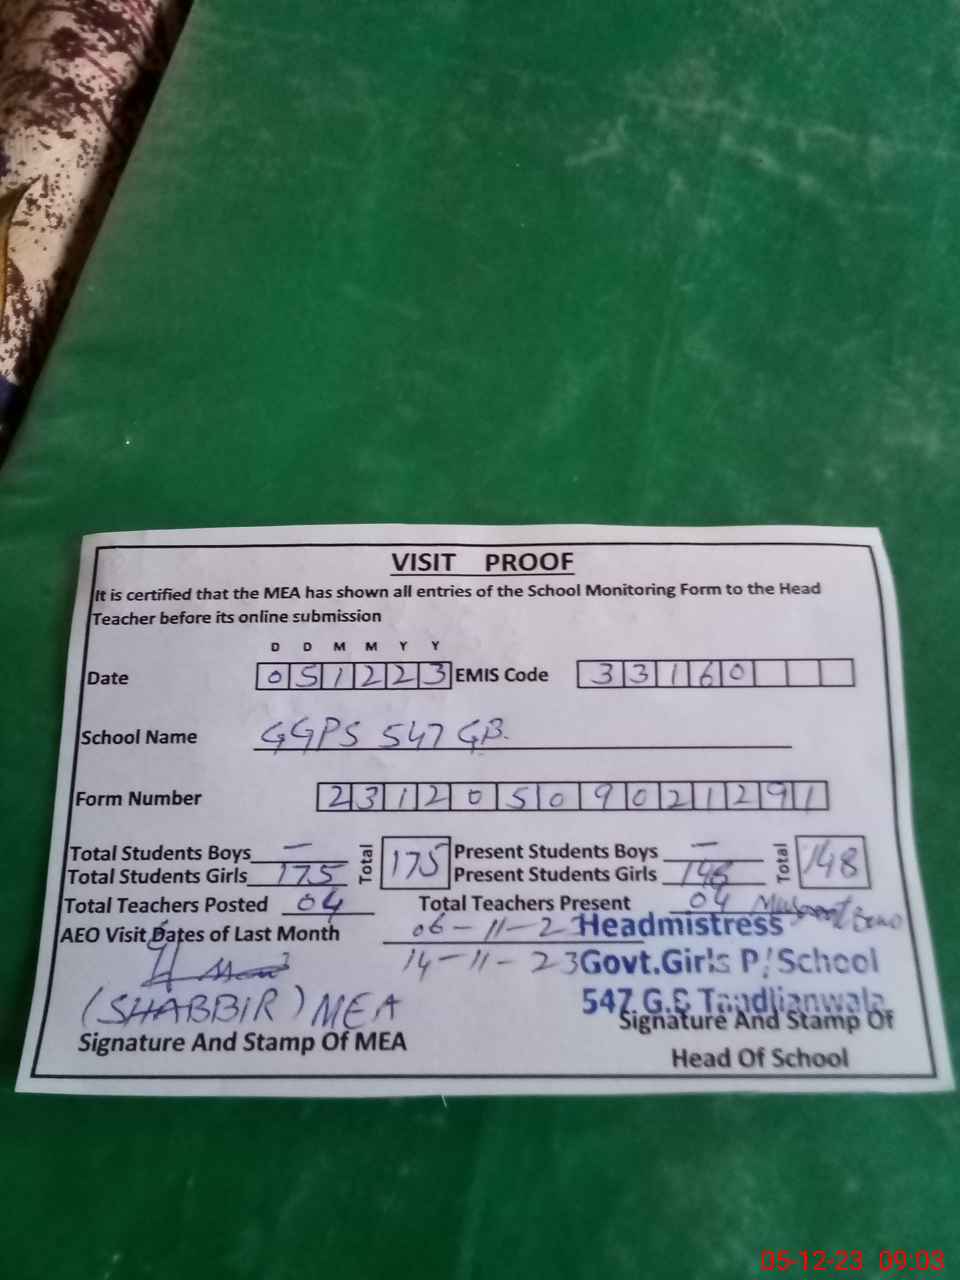 VISIT PROOF
It is certified that the MEA has shown all entries of the School Monitoring Form to the Head
Teacher before its online submission
D D M M Y Y
Date 0 5 1 2 2 3 EMIS Code 3 3 1 6 0
School Name GGPS 547 GB.
Form Number 2 3 1 2 0 5 0 9 0 2 1 2 9 1
Total Students Boys — Total 175 Present Students Boys — Total 148
Total Students Girls 175 Present Students Girls
Total Teachers Posted 04 Total Teachers Present 04
AEO Visit Dates of Last Month 06-11-23 Headmistress
14-11-23 Govt.Girls P/School
547 G.B Taadlianwala
(SHABBIR) MEA
Signature And Stamp Of MEA Signature And Stamp Of
Head Of School
05-12-23 09:03